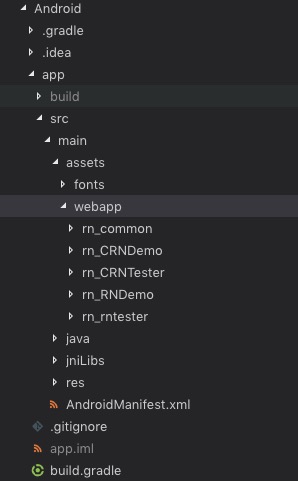 Android
.gradle
.idea
app
build
src
main
assets
fonts
webapp
rn_common
rn_CRNDemo
rn_CRNTester
rn_RNDemo
rn_rntester
java
jniLibs
res
AndroidManifest.xml
.gitignore
app.iml
build.gradle